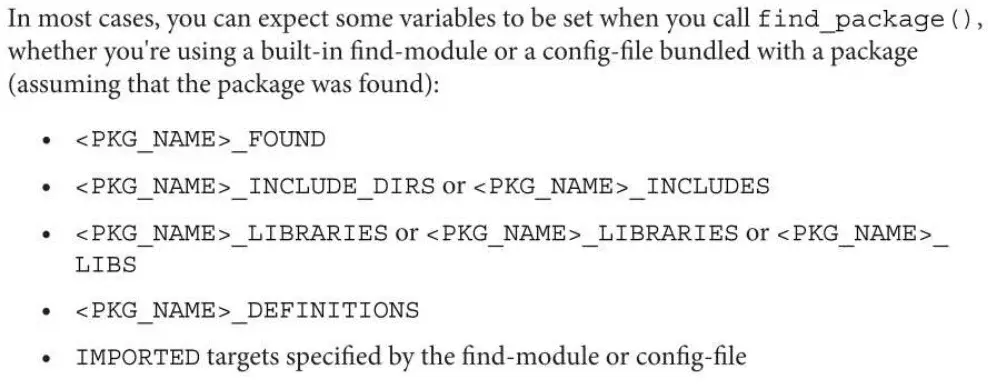 In most cases, you can expect some variables to be set when you call find_package(),
whether you're using a built-in find-module or a config-file bundled with a package
(assuming that the package was found):
• <PKG_NAME>_FOUND
• <PKG_NAME>_INCLUDE_DIRS or <PKG_NAME>_INCLUDES
• <PKG_NAME>_LIBRARIES or <PKG_NAME>_LIBRARIES or <PKG_NAME>_
LIBS
• <PKG_NAME>_DEFINITIONS
• IMPORTED targets specified by the find-module or config-file